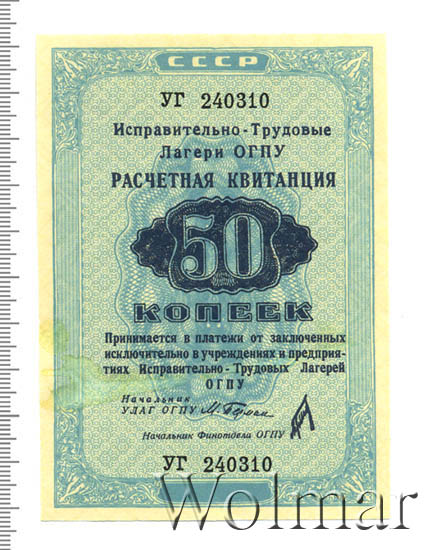 СССР
УГ 240310
Исправительно-Трудовые
Лагери ОГПУ
РАСЧЕТНАЯ КВИТАНЦИЯ
50
КОПЕЕК
Принимается в платежи от заключенных
исключительно в учреждениях и предприя-
тиях Исправительно-Трудовых Лагерей
ОГПУ
Начальник
УЛАГ ОГПУ
Начальник Финотдела ОГПУ
УГ 240310
Wolmar